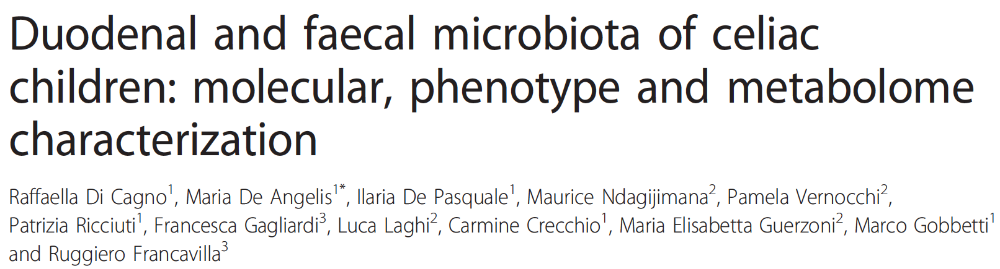 Duodenal and faecal microbiota of celiac
children: molecular, phenotype and metabolome
characterization
Raffaella Di Cagno1, Maria De Angelis1*, Ilaria De Pasquale1, Maurice Ndagijimana2, Pamela Vernocchi2,
Patrizia Ricciuti1, Francesca Gagliardi3, Luca Laghi2, Carmine Crecchio1, Maria Elisabetta Guerzoni2, Marco Gobbetti1
and Ruggiero Francavilla3